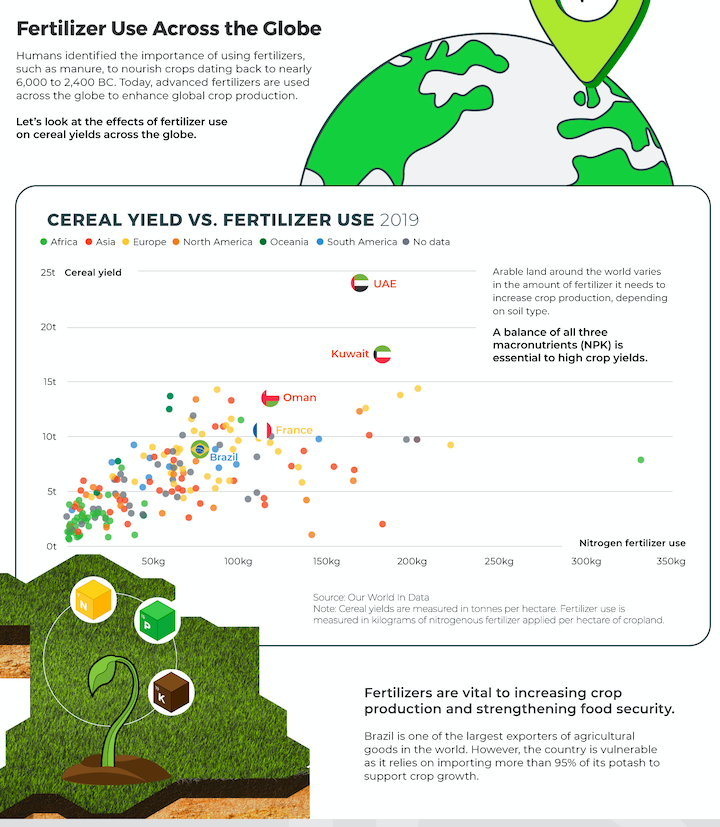 Fertilizer Use Across the Globe
Humans identified the importance of using fertilizers,
such as manure, to nourish crops dating back to nearly
6,000 to 2,400 BC. Today, advanced fertilizers are used
across the globe to enhance global crop production.
Let's look at the effects of fertilizer use
on cereal yields across the globe.
CEREAL YIELD VS. FERTILIZER USE 2019
Africa Asia Europe North America Oceania South America No data
25t Cereal yield
Arable land around the world varies
in the amount of fertilizer it needs to
increase crop production, depending
on soil type.
A balance of all three
macronutrients (NPK) is
essential to high crop yields.
UAE
20t
Kuwait
15t
Oman
10t
France
Brazil
5t
0t
Nitrogen fertilizer use
50kg 100kg 150kg 200kg 250kg 300kg 350kg
Source: Our World in Data
Note: Cereal yields are measured in tonnes per hectare. Fertilizer use is
measured in kilograms of nitrogenous fertilizer applied per hectare of cropland.
N
P
K
Fertilizers are vital to increasing crop
production and strengthening food security.
Brazil is one of the largest exporters of agricultural
goods in the world. However, the country is vulnerable
as it relies on importing more than 95% of its potash to
support crop growth.